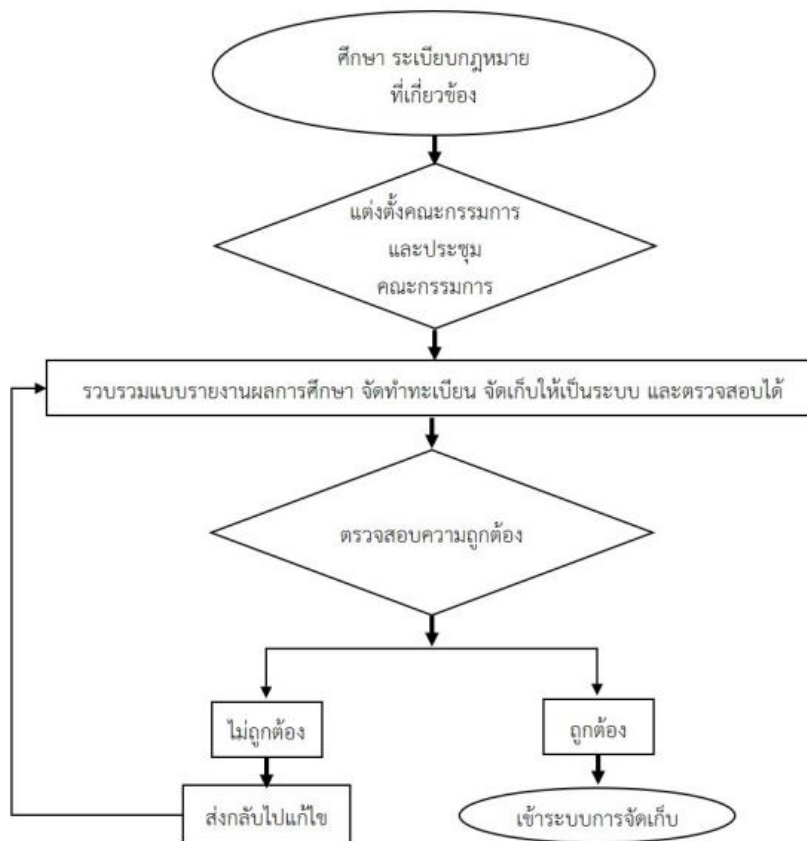 ศึกษา ระเบียบกฎหมาย
ที่เกี่ยวข้อง
แต่งตั้งคณะกรรมการ
และประชุม
คณะกรรมการ
รวบรวมแบบรายงานผลการศึกษา จัดทำทะเบียน จัดเก็บให้เป็นระบบ และตรวจสอบได้
ตรวจสอบความถูกต้อง
ไม่ถูกต้อง
ถูกต้อง
ส่งกลับไปแก้ไข
เข้าระบบการจัดเก็บ